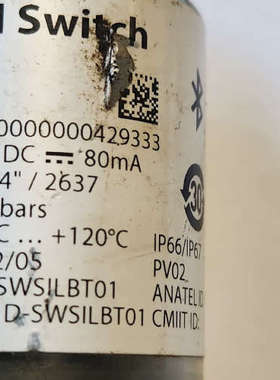 Switch
0000000429333
DC ⎓ 80mA
4" / 2637
bars
C ... +120°C
IP66/IP67
2/05
PV02
SWSILBT01
ANATEL ID
D-SWSILBT01
CMIIT ID: